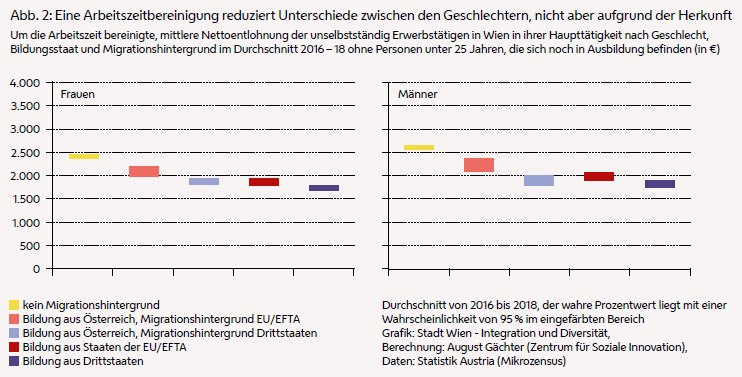 Abb. 2: Eine Arbeitszeitbereinigung reduziert Unterschiede zwischen den Geschlechtern, nicht aber aufgrund der Herkunft
Um die Arbeitszeit bereinigte, mittlere Nettoentlohnung der unselbstständig Erwerbstätigen in Wien in ihrer Haupttätigkeit nach Geschlecht,
Bildungsstaat und Migrationshintergrund im Durchschnitt 2016 – 18 ohne Personen unter 25 Jahren, die sich noch in Ausbildung befinden (in €)
4.000
3.500
3.000
2.500
2.000
1.500
1.000
500
0
Frauen
Männer
kein Migrationshintergrund
Bildung aus Österreich, Migrationshintergrund EU/EFTA
Bildung aus Österreich, Migrationshintergrund Drittstaaten
Bildung aus Staaten der EU/EFTA
Bildung aus Drittstaaten
Durchschnitt von 2016 bis 2018, der wahre Prozentwert liegt mit einer
Wahrscheinlichkeit von 95 % im eingefärbten Bereich
Grafik: Stadt Wien - Integration und Diversität,
Berechnung: August Gächter (Zentrum für Soziale Innovation),
Daten: Statistik Austria (Mikrozensus)